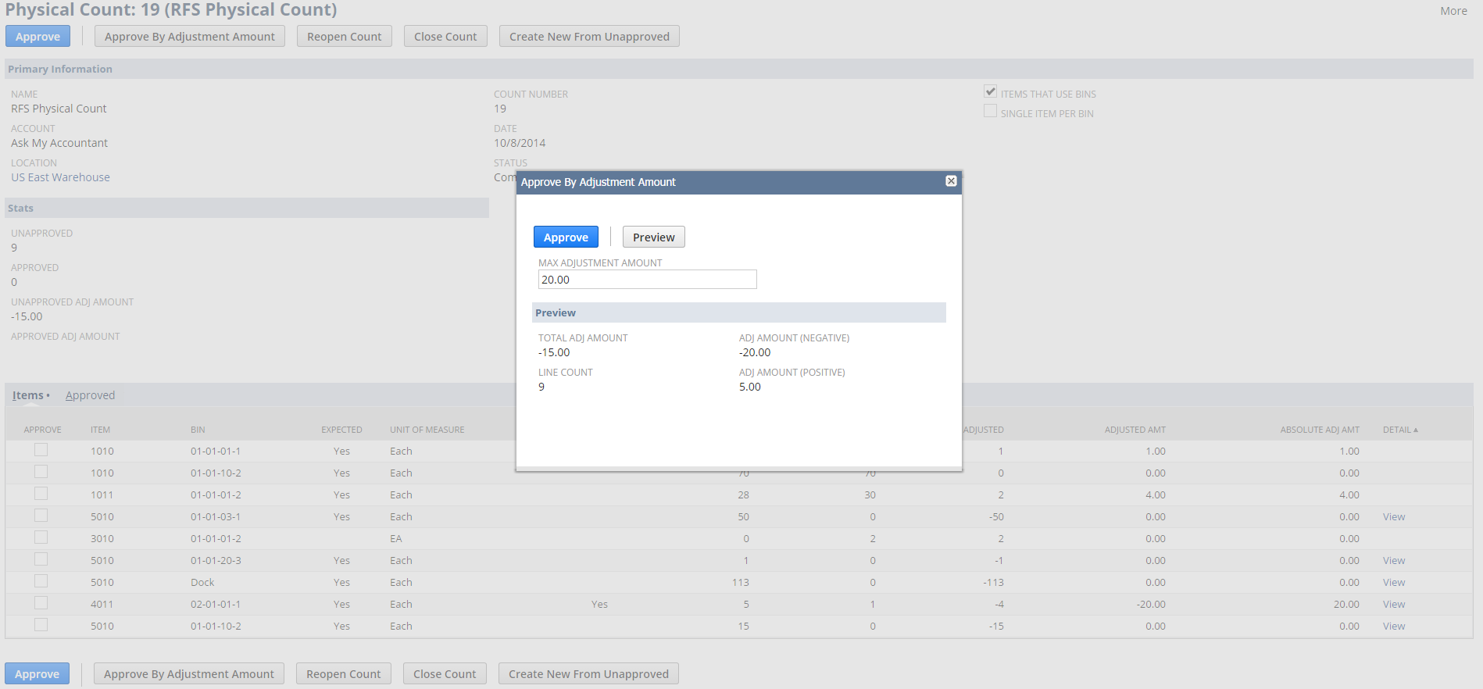 Physical Count: 19 (RFS Physical Count)
More
Approve
Approve By Adjustment Amount
Reopen Count
Close Count
Create New From Unapproved
Primary Information
NAME
RFS Physical Count
ACCOUNT
Ask My Accountant
LOCATION
US East Warehouse
COUNT NUMBER
19
DATE
10/8/2014
STATUS
Com
ITEMS THAT USE BINS
SINGLE ITEM PER BIN
Stats
UNAPPROVED
9
APPROVED
0
UNAPPROVED ADJ AMOUNT
-15.00
APPROVED ADJ AMOUNT
Approve By Adjustment Amount
Approve
Preview
MAX ADJUSTMENT AMOUNT
20.00
Preview
TOTAL ADJ AMOUNT
-15.00
ADJ AMOUNT (NEGATIVE)
-20.00
LINE COUNT
9
ADJ AMOUNT (POSITIVE)
5.00
Items • Approved
APPROVE ITEM BIN EXPECTED UNIT OF MEASURE ADJUSTED ADJUSTED AMT ABSOLUTE ADJ AMT DETAIL ▲
1010 01-01-01-1 Yes Each 1 1.00 1.00
1010 01-01-10-2 Yes Each 70 70 0 0.00 0.00
1011 01-01-01-2 Yes Each 28 30 2 4.00 4.00
5010 01-01-03-1 Yes Each 50 0 -50 0.00 0.00 View
3010 01-01-01-2 EA 0 2 2 0.00 0.00
5010 01-01-20-3 Yes Each 1 0 -1 0.00 0.00 View
5010 Dock Yes Each 113 0 -113 0.00 0.00 View
4011 02-01-01-1 Yes Each Yes 5 1 -4 -20.00 20.00 View
5010 01-01-10-2 Yes Each 15 0 -15 0.00 0.00 View
Approve
Approve By Adjustment Amount
Reopen Count
Close Count
Create New From Unapproved